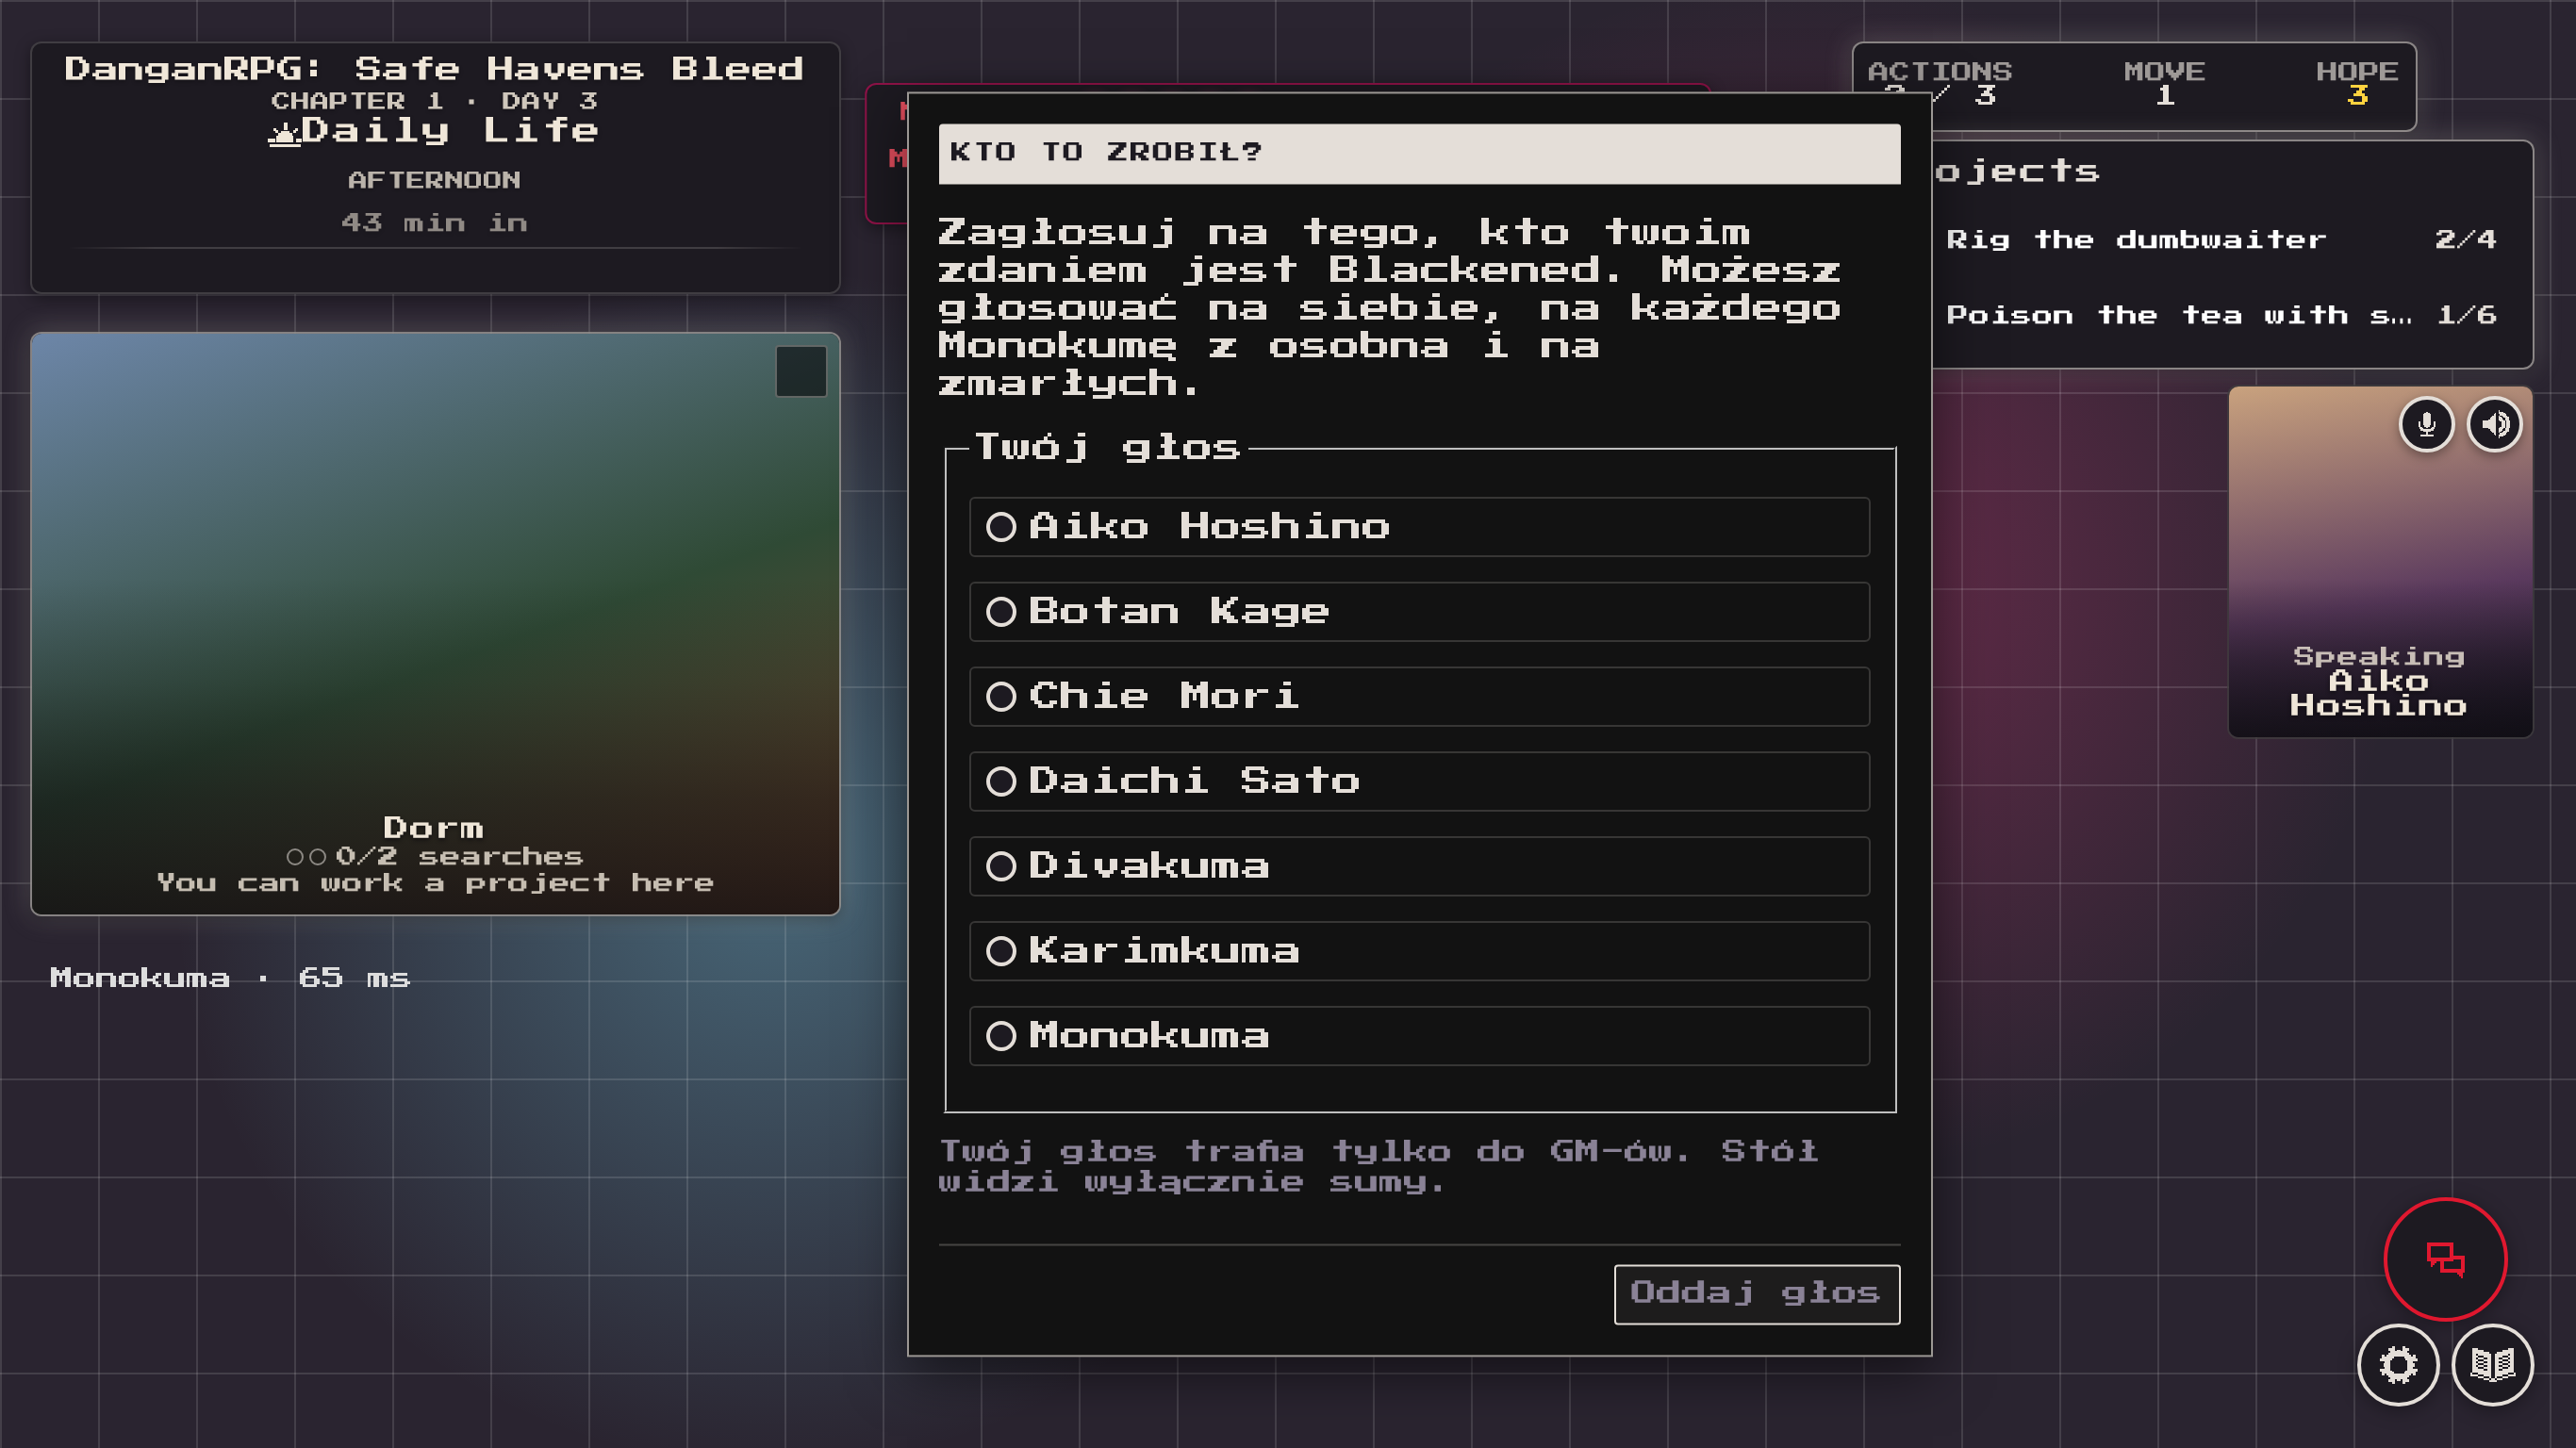 DanganRPG: Safe Havens Bleed
CHAPTER 1 · DAY 3
Daily Life
AFTERNOON
43 min in
ACTIONS
/ 3
MOVE
1
HOPE
3
KTO TO ZROBIŁ?
Zagłosuj na tego, kto twoim
zdaniem jest Blackened. Możesz
głosować na siebie, na każdego
Monokumę z osobna i na
zmarłych.
Twój głos
Aiko Hoshino
Botan Kage
Chie Mori
Daichi Sato
Divakuma
Karimkuma
Monokuma
Twój głos trafia tylko do GM-ów. Stół
widzi wyłącznie sumy.
Oddaj głos
ojects
Rig the dumbwaiter 2/4
Poison the tea with s… 1/6
Speaking
Aiko
Hoshino
Dorm
0/2 searches
You can work a project here
Monokuma · 65 ms